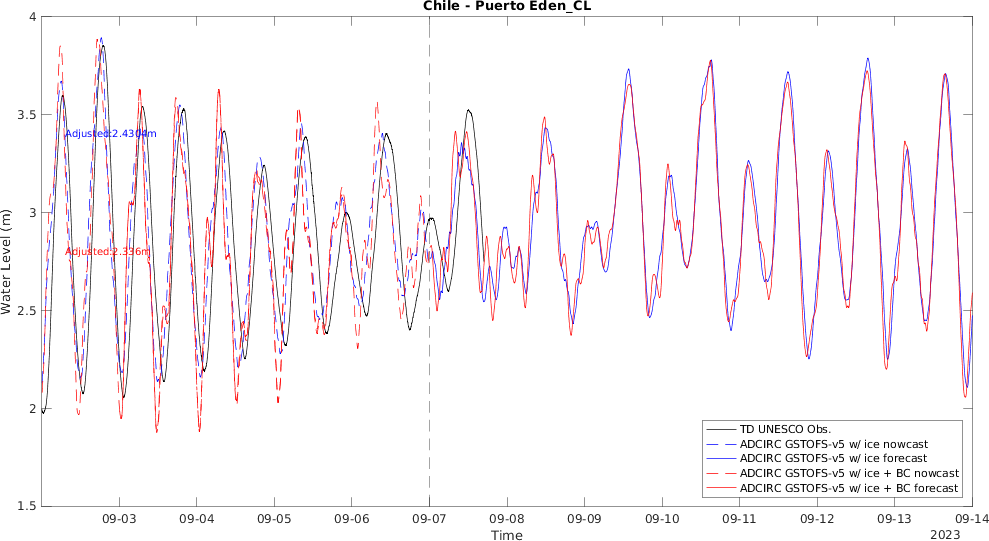 Chile - Puerto Eden_CL
4
3.5
3
2.5
2
1.5
Water Level (m)
Adjusted:2.4304m
Adjusted:2.336m
TD UNESCO Obs.
ADCIRC GSTOFS-v5 w/ ice nowcast
ADCIRC GSTOFS-v5 w/ ice forecast
ADCIRC GSTOFS-v5 w/ ice + BC nowcast
ADCIRC GSTOFS-v5 w/ ice + BC forecast
09-03 09-04 09-05 09-06 09-07 09-08 09-09 09-10 09-11 09-12 09-13 09-14
Time
2023